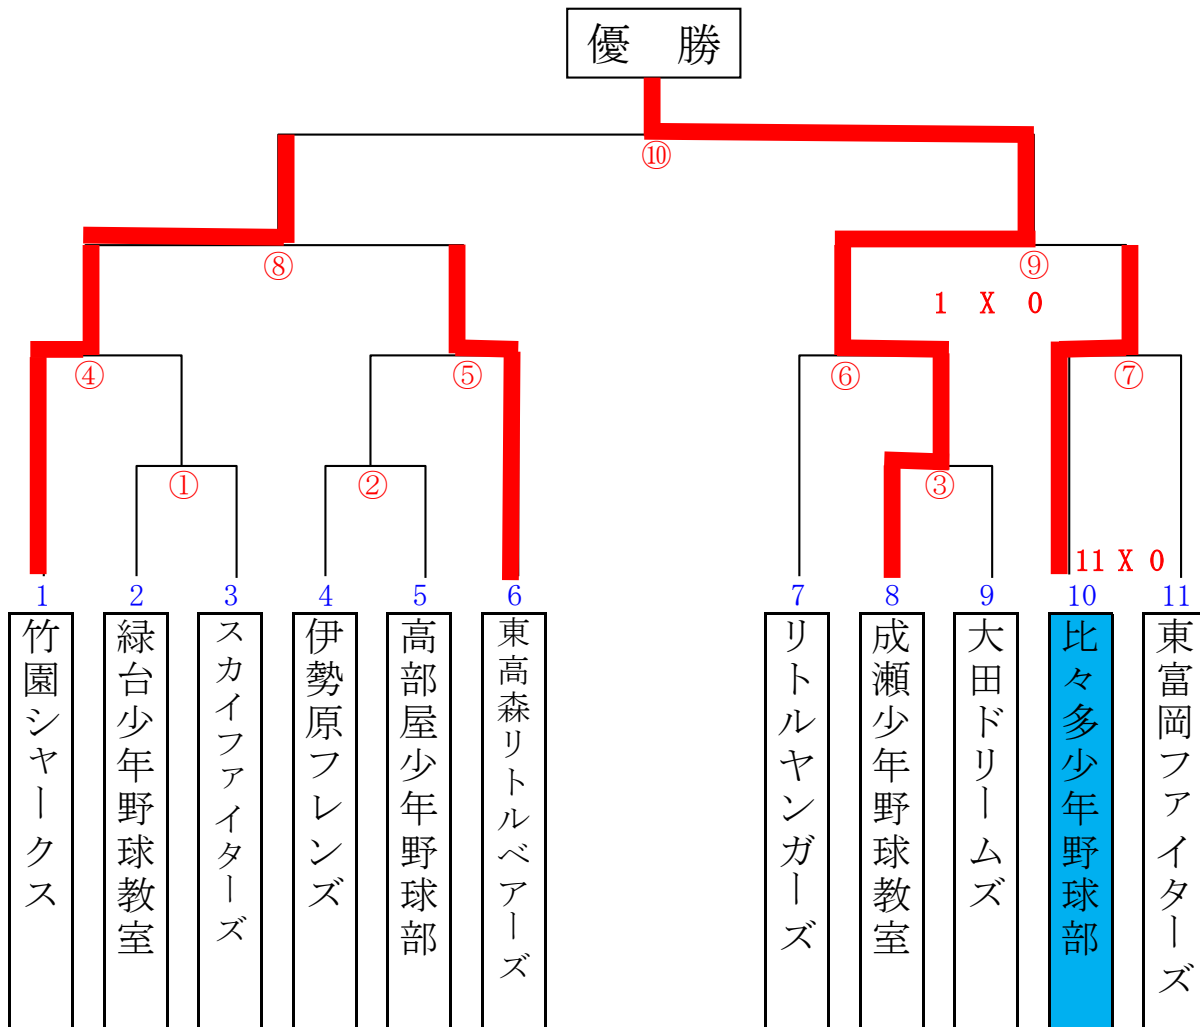 優　勝
⑩
⑧
⑨
1 X 0
④
⑤
⑥
⑦
①
②
③
11 X 0
1
2
3
4
5
6
7
8
9
10
11
竹園シャークス
緑台少年野球教室
スカイファイターズ
伊勢原フレンズ
高部屋少年野球部
東高森リトルベアーズ
リトルヤンガーズ
成瀬少年野球教室
大田ドリームズ
比々多少年野球部
東富岡ファイターズ